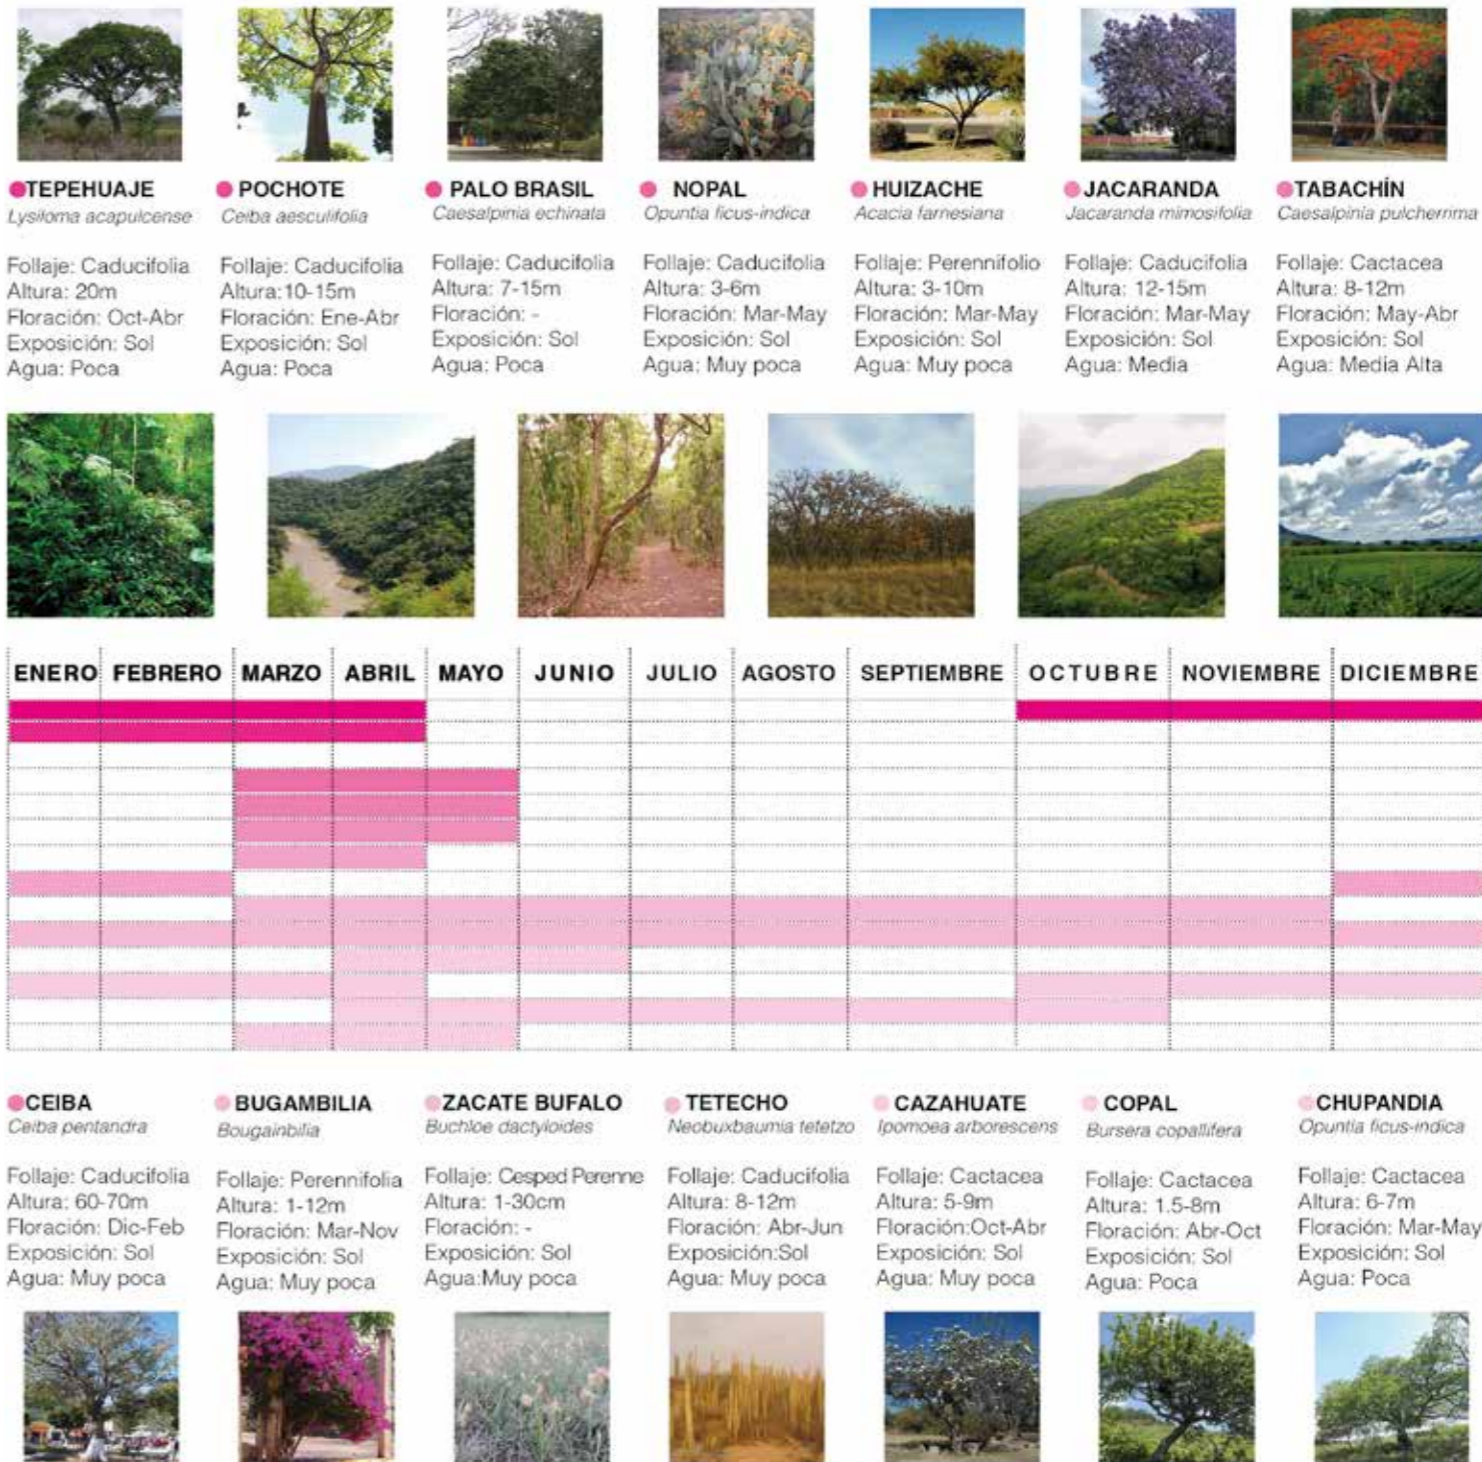 TEPEHUAJE
Lysiloma acapulcense
Follaje: Caducifolia
Altura: 20m
Floración: Oct-Abr
Exposición: Sol
Agua: Poca
POCHOTE
Ceiba aesculifolia
Follaje: Caducifolia
Altura:10-15m
Floración: Ene-Abr
Exposición: Sol
Agua: Poca
PALO BRASIL
Caesalpinia echinata
Follaje: Caducifolia
Altura: 7-15m
Floración: -
Exposición: Sol
Agua: Poca
NOPAL
Opuntia ficus-indica
Follaje: Caducifolia
Altura: 3-6m
Floración: Mar-May
Exposición: Sol
Agua: Muy poca
HUIZACHE
Acacia farnesiana
Follaje: Perennifolio
Altura: 3-10m
Floración: Mar-May
Exposición: Sol
Agua: Muy poca
JACARANDA
Jacaranda mimosifolia
Follaje: Caducifolia
Altura: 12-15m
Floración: Mar-May
Exposición: Sol
Agua: Media
TABACHÍN
Caesalpinia pulcherrima
Follaje: Cactacea
Altura: 8-12m
Floración: May-Abr
Exposición: Sol
Agua: Media Alta
ENERO FEBRERO MARZO ABRIL MAYO JUNIO JULIO AGOSTO SEPTIEMBRE OCTUBRE NOVIEMBRE DICIEMBRE
CEIBA
Ceiba pentandra
Follaje: Caducifolia
Altura: 60-70m
Floración: Dic-Feb
Exposición: Sol
Agua: Muy poca
BUGAMBILIA
Bougainbilia
Follaje: Perennifolia
Altura: 1-12m
Floración: Mar-Nov
Exposición: Sol
Agua: Muy poca
ZACATE BUFALO
Buchloe dactyloides
Follaje: Cesped Perenne
Altura: 1-30cm
Floración: -
Exposición: Sol
Agua:Muy poca
TETECHO
Neobuxbaumia tetetzo
Follaje: Caducifolia
Altura: 8-12m
Floración: Abr-Jun
Exposición:Sol
Agua: Muy poca
CAZAHUATE
Ipomoea arborescens
Follaje: Cactacea
Altura: 5-9m
Floración:Oct-Abr
Exposición: Sol
Agua: Muy poca
COPAL
Bursera copallifera
Follaje: Cactacea
Altura: 1.5-8m
Floración: Abr-Oct
Exposición: Sol
Agua: Poca
CHUPANDIA
Opuntia ficus-indica
Follaje: Cactacea
Altura: 6-7m
Floración: Mar-May
Exposición: Sol
Agua: Poca